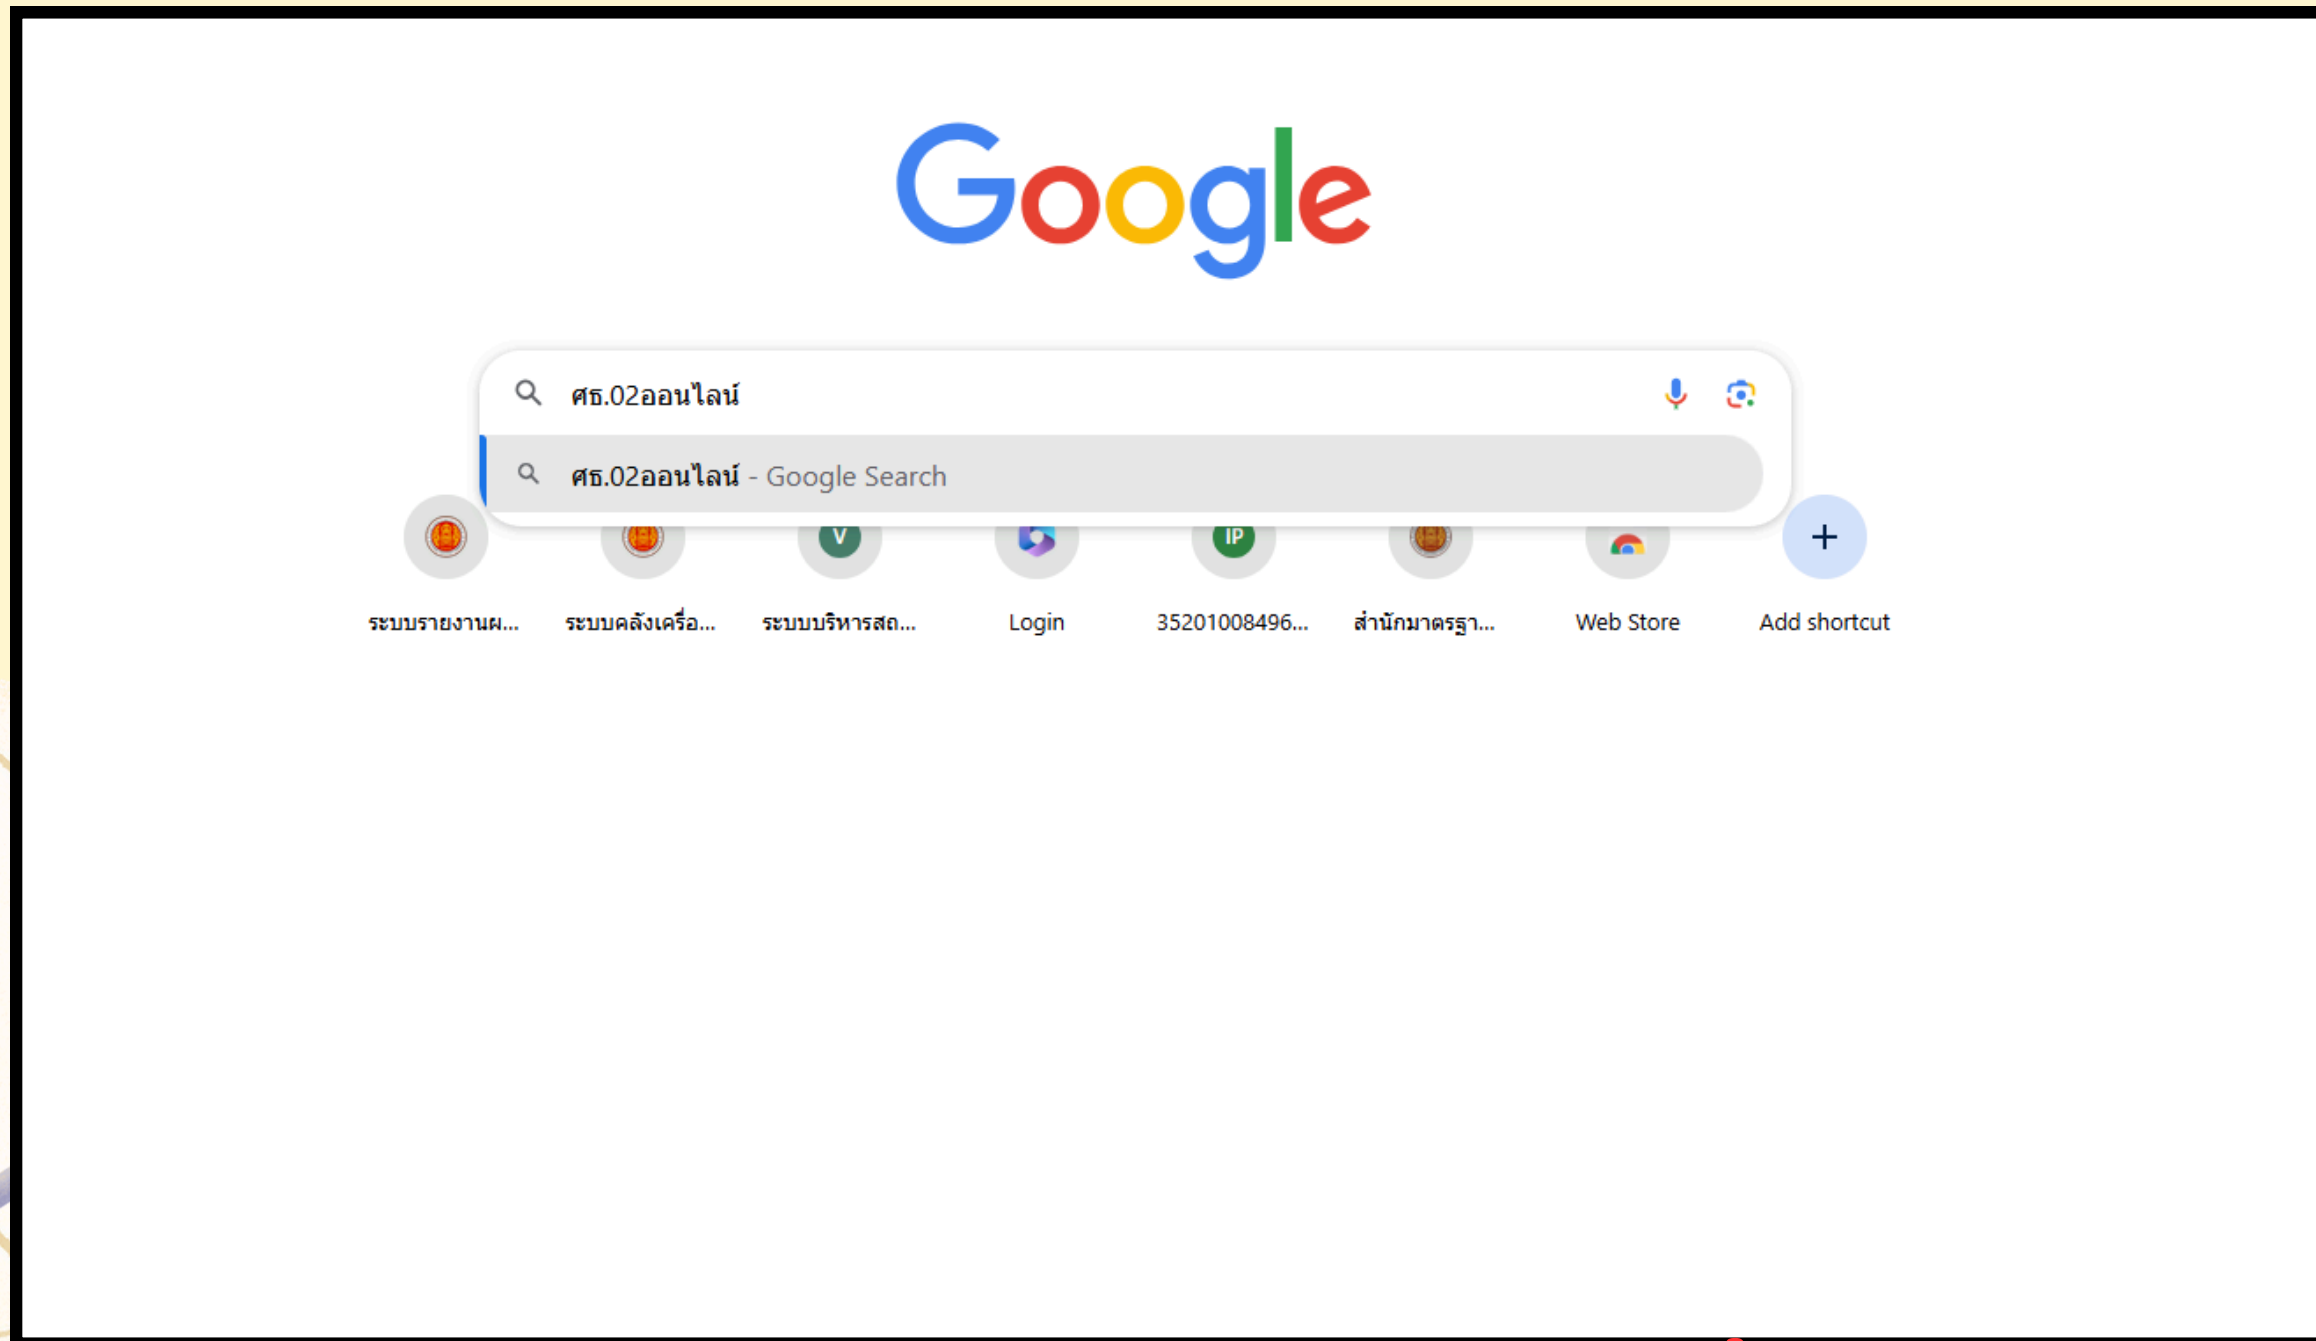 Google
ศธ.02ออนไลน์
ศธ.02ออนไลน์ - Google Search
V
IP
ระบบรายงานผ...
ระบบคลังเครื่อ...
ระบบบริหารสถ...
Login
35201008496...
สำนักมาตรฐา...
Web Store
Add shortcut